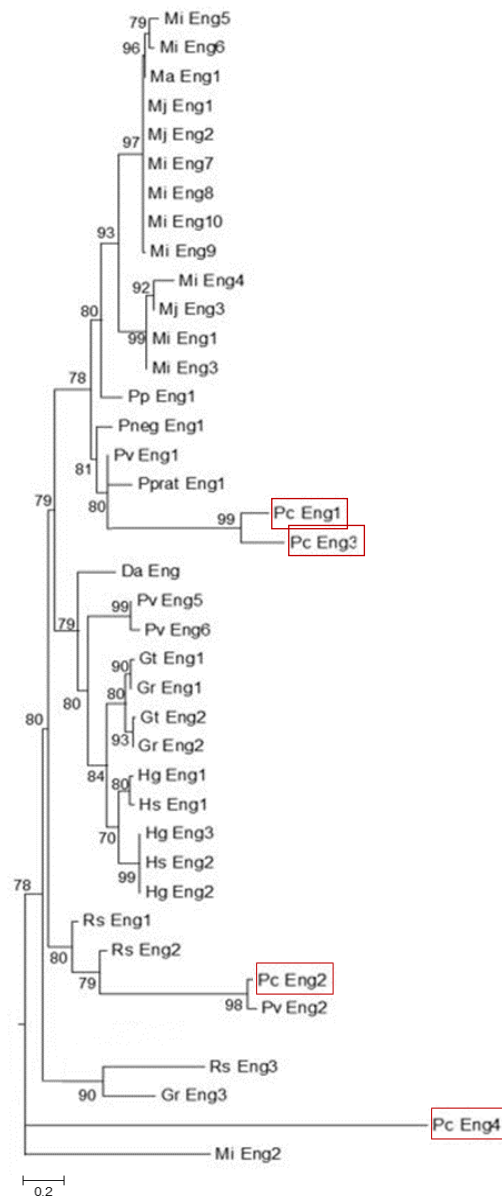 79
Mi Eng5
96
Mi Eng6
Ma Eng1
Mj Eng1
Mj Eng2
97
Mi Eng7
Mi Eng8
Mi Eng10
93
Mi Eng9
92
Mi Eng4
80
Mj Eng3
99
Mi Eng1
Mi Eng3
78
Pp Eng1
Pneg Eng1
81
Pv Eng1
Pprat Eng1
80
79
99
Pc Eng1
Pc Eng3
Da Eng
79
99
Pv Eng5
Pv Eng6
90
Gt Eng1
80
Gr Eng1
80
Gt Eng2
93
Gr Eng2
84
80
Hg Eng1
Hs Eng1
70
Hg Eng3
Hs Eng2
99
Hg Eng2
80
78
Rs Eng1
80
Rs Eng2
79
Pc Eng2
98
Pv Eng2
Rs Eng3
90
Gr Eng3
Pc Eng4
Mi Eng2
0.2